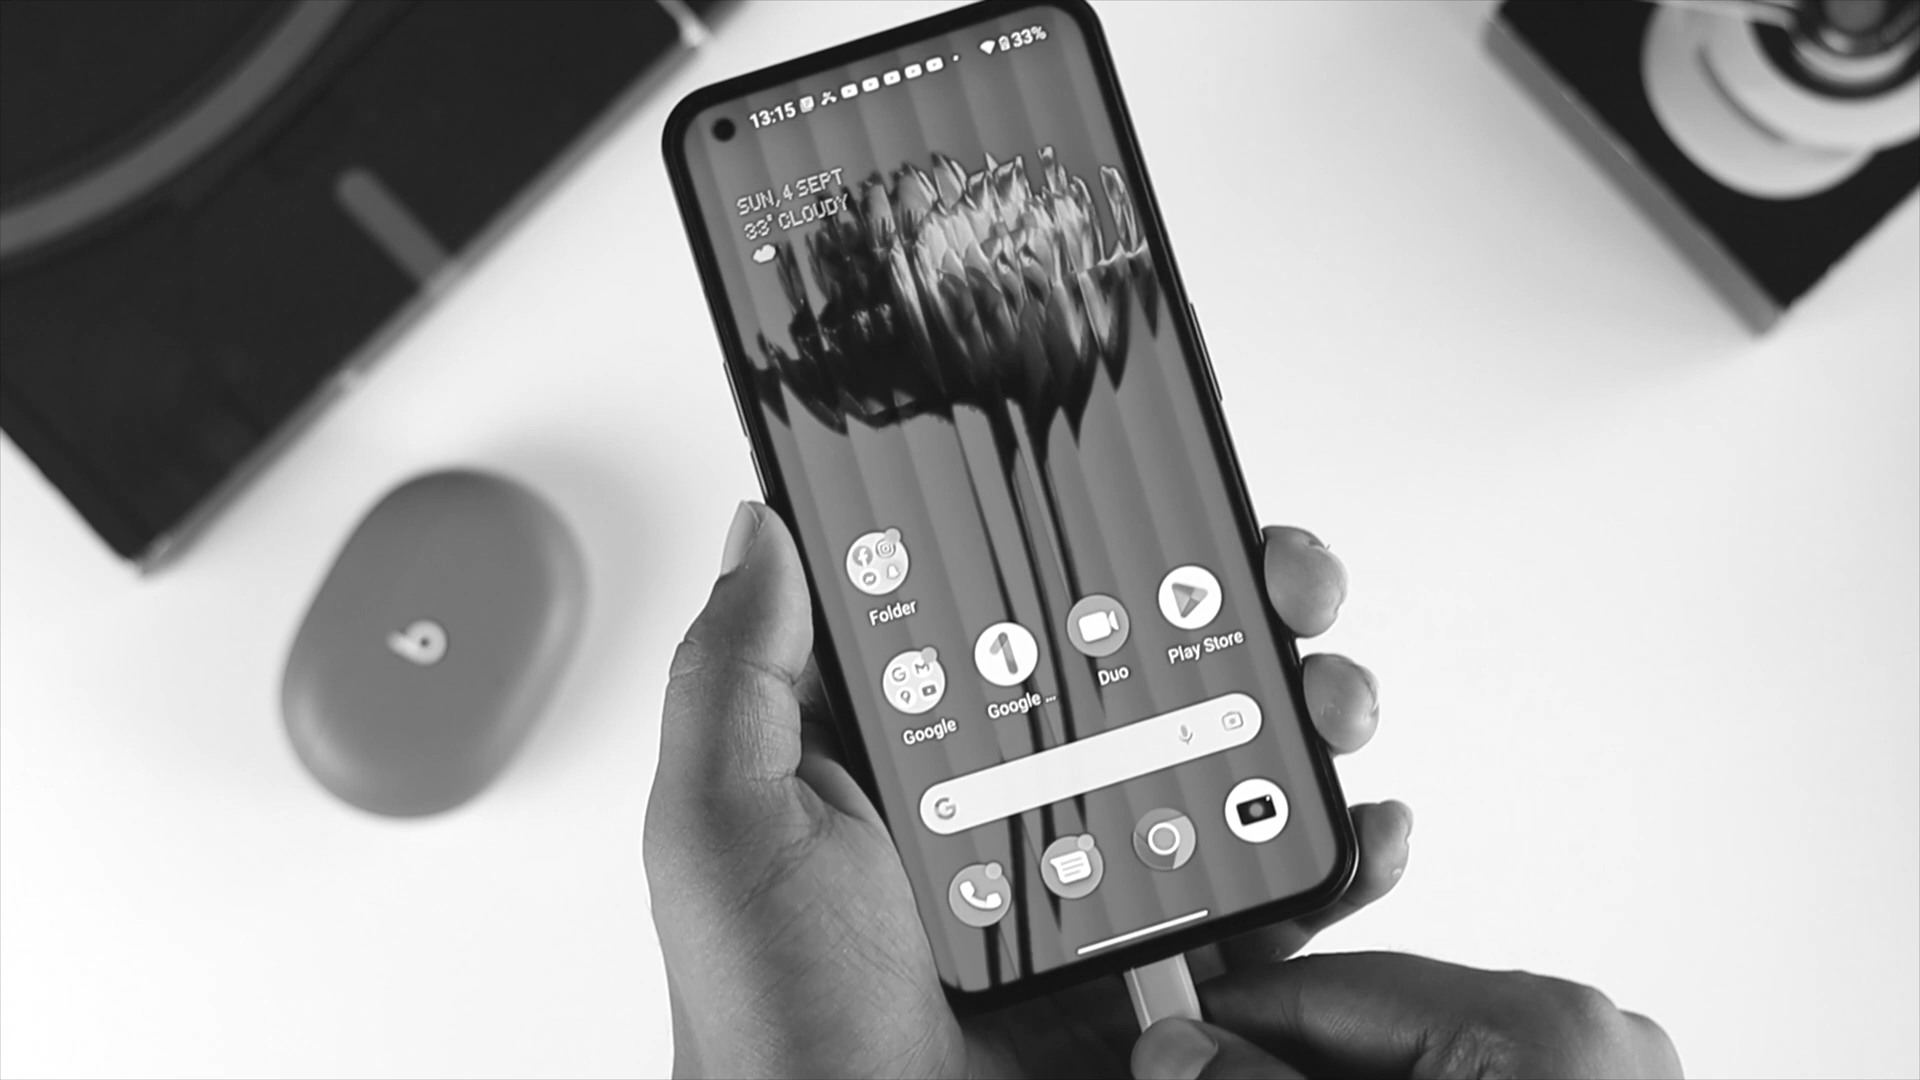 13:15
33%
SUN, 4 SEPT
33° CLOUDY
Folder
Google
Google ...
Duo
Play Store